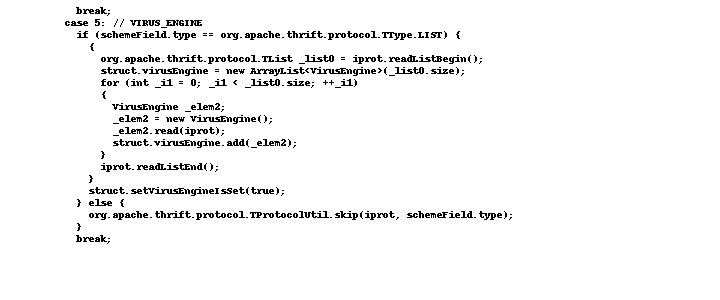 break;
case 5: // VIRUS_ENGINE
if (schemeField.type == org.apache.thrift.protocol.TType.LIST) {
{
org.apache.thrift.protocol.TList _list0 = iprot.readListBegin();
struct.virusEngine = new ArrayList<VirusEngine>(_list0.size);
for (int _i1 = 0; _i1 < _list0.size; ++_i1)
{
VirusEngine _elem2;
_elem2 = new VirusEngine();
_elem2.read(iprot);
struct.virusEngine.add(_elem2);
}
iprot.readListEnd();
}
struct.setVirusEngineIsSet(true);
} else {
org.apache.thrift.protocol.TProtocolUtil.skip(iprot, schemeField.type);
}
break;